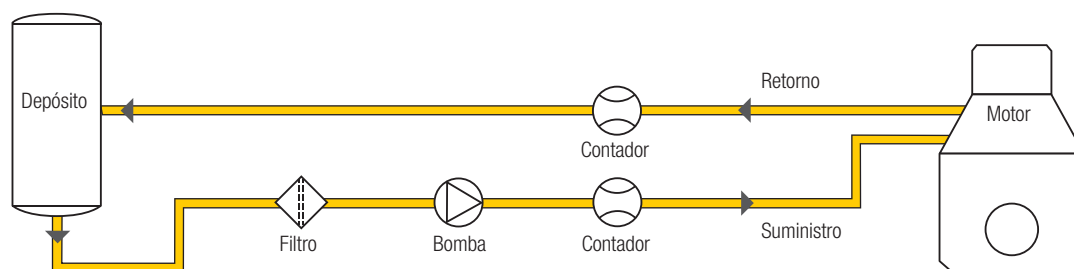 Depósito
Retorno
Motor
Contador
Filtro
Bomba
Contador
Suministro